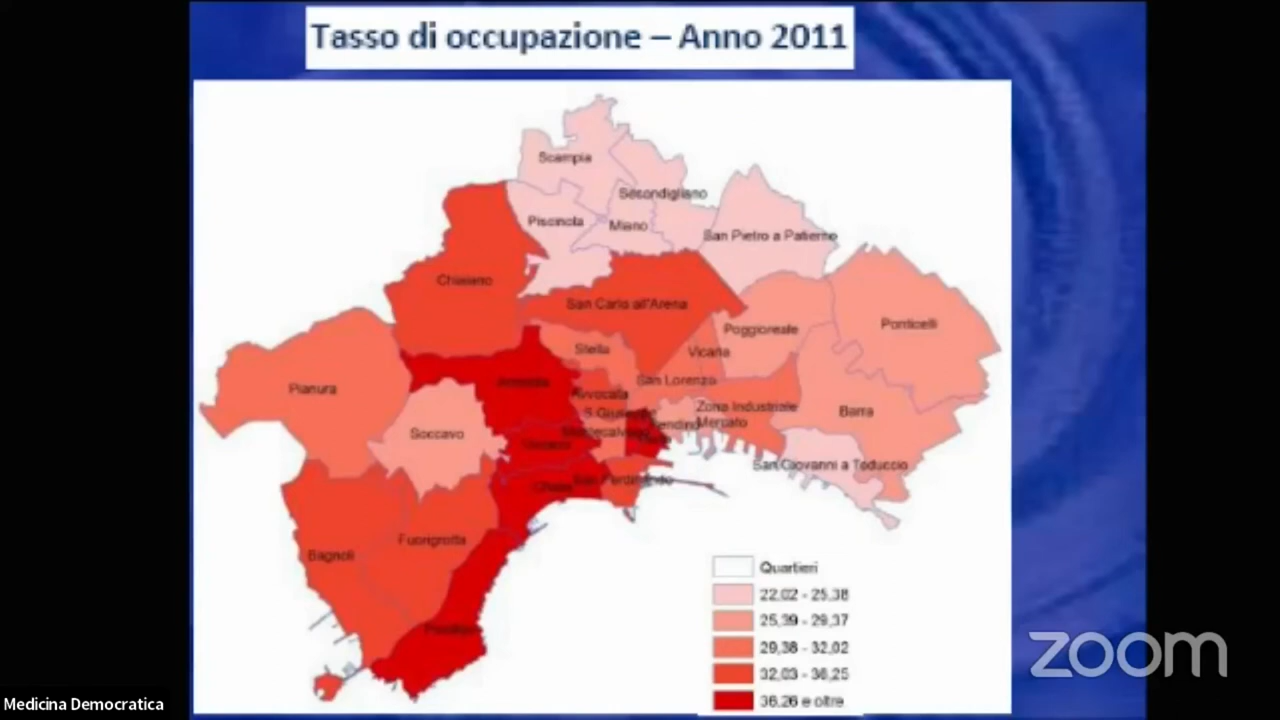 Tasso di occupazione – Anno 2011
Scampia
Secondigliano
Piscinola
Miano
San Pietro a Patierno
Chiaiano
San Carlo all'Arena
Poggioreale
Ponticelli
Stella
Vicaria
Pianura
Arenella
San Lorenzo
Avvocata
Zona Industriale
Mercato
Barra
S.Giuseppe
Pendino
Soccavo
Montecalvario
Vomero
San Giovanni a Teduccio
Chiaia
San Ferdinando
Fuorigrotta
Bagnoli
Posillipo
Quartieri
22,02 - 25,38
25,39 - 29,37
29,38 - 32,02
32,03 - 36,25
36,26 e oltre
zoom
Medicina Democratica